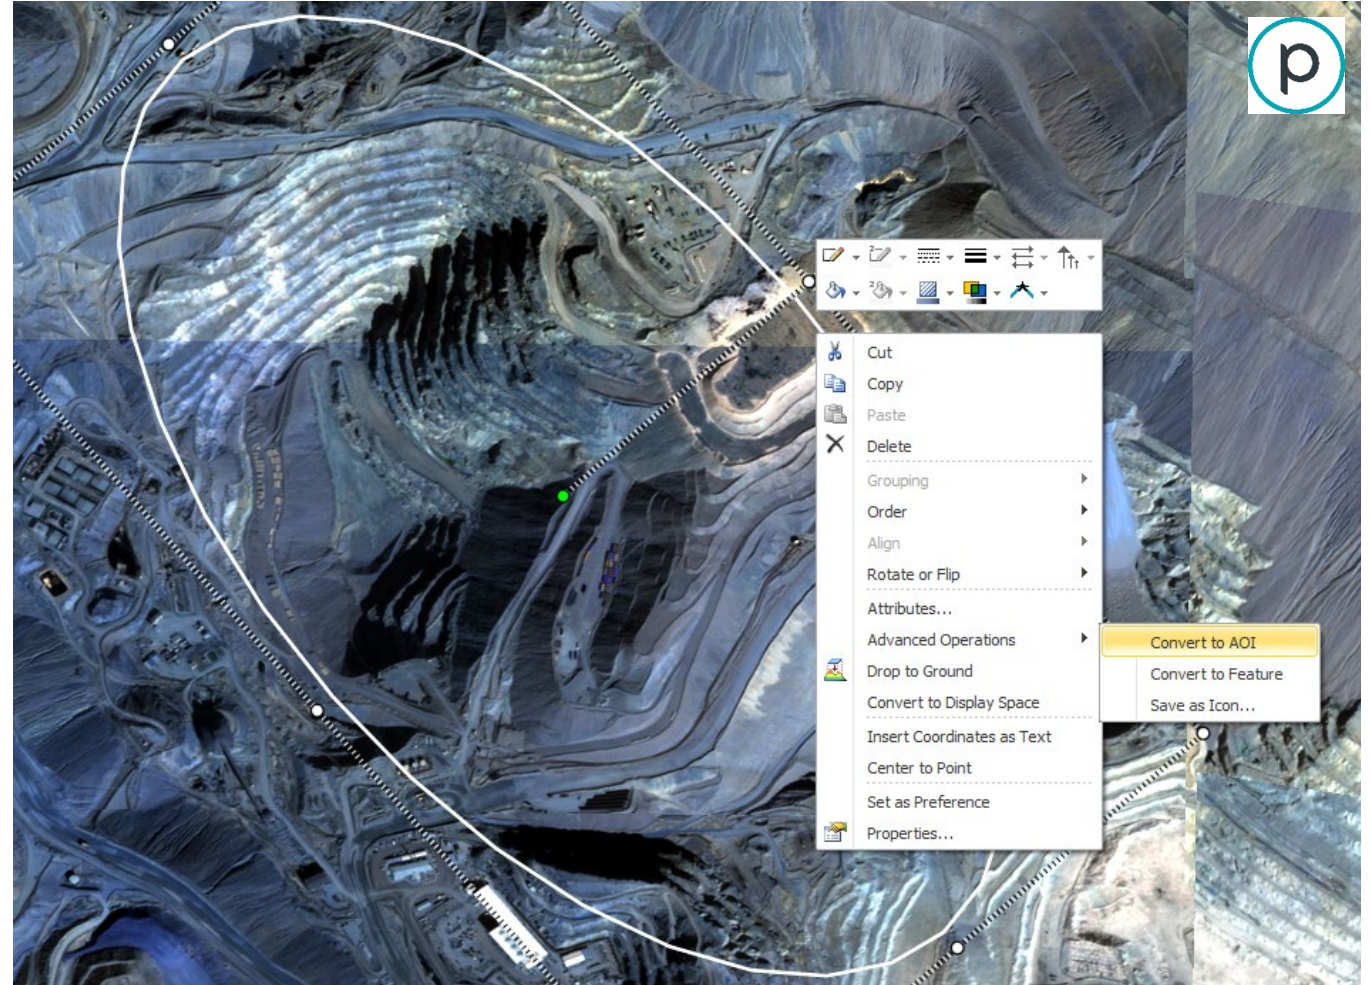 p
Cut
Copy
Paste
Delete
Grouping
Order
Align
Rotate or Flip
Attributes...
Advanced Operations
Convert to AOI
Drop to Ground
Convert to Feature
Convert to Display Space
Save as Icon...
Insert Coordinates as Text
Center to Point
Set as Preference
Properties...